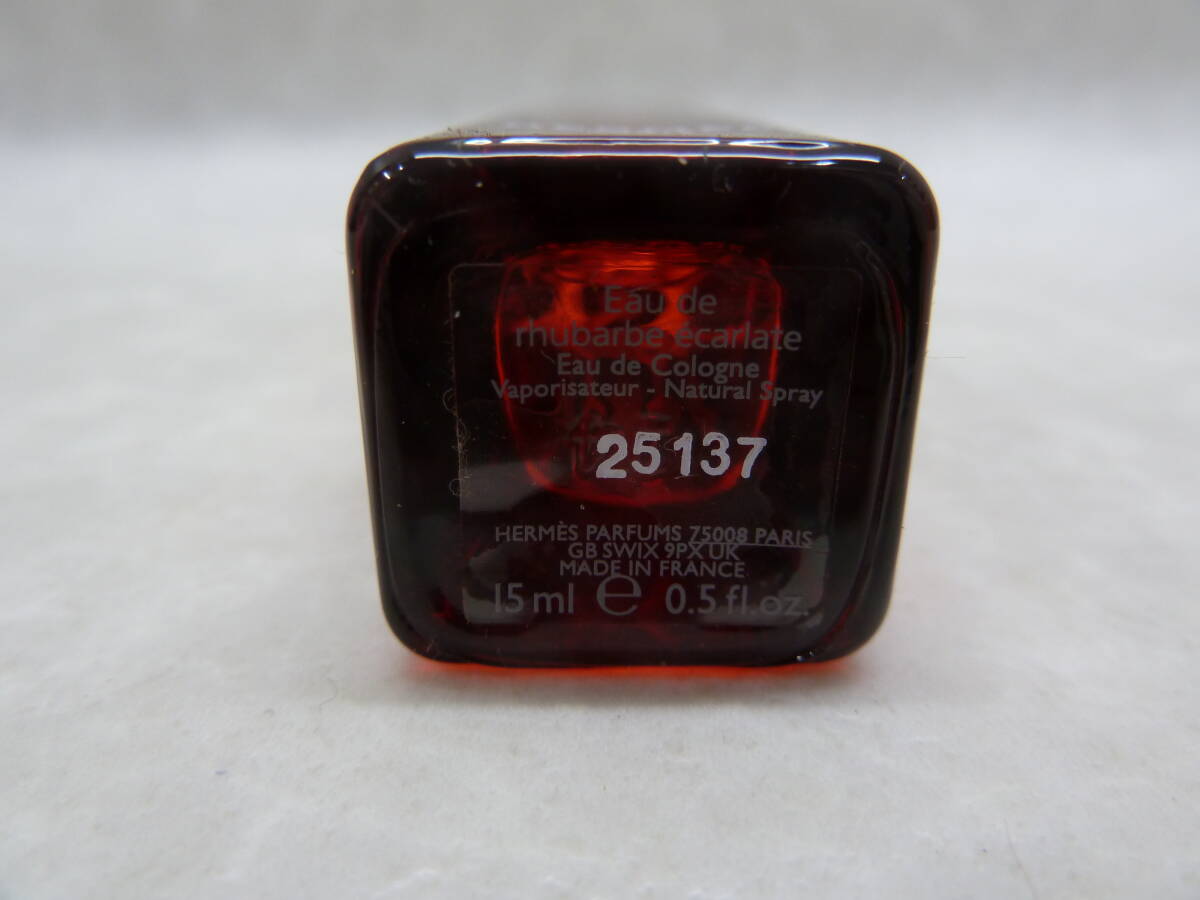 Eau de
rhubarbe écarlate
Eau de Cologne
Vaporisateur - Natural Spray
25137
HERMÈS PARFUMS 75008 PARIS
GB SWIX 9PX UK
MADE IN FRANCE
15 ml e 0.5 fl.oz.